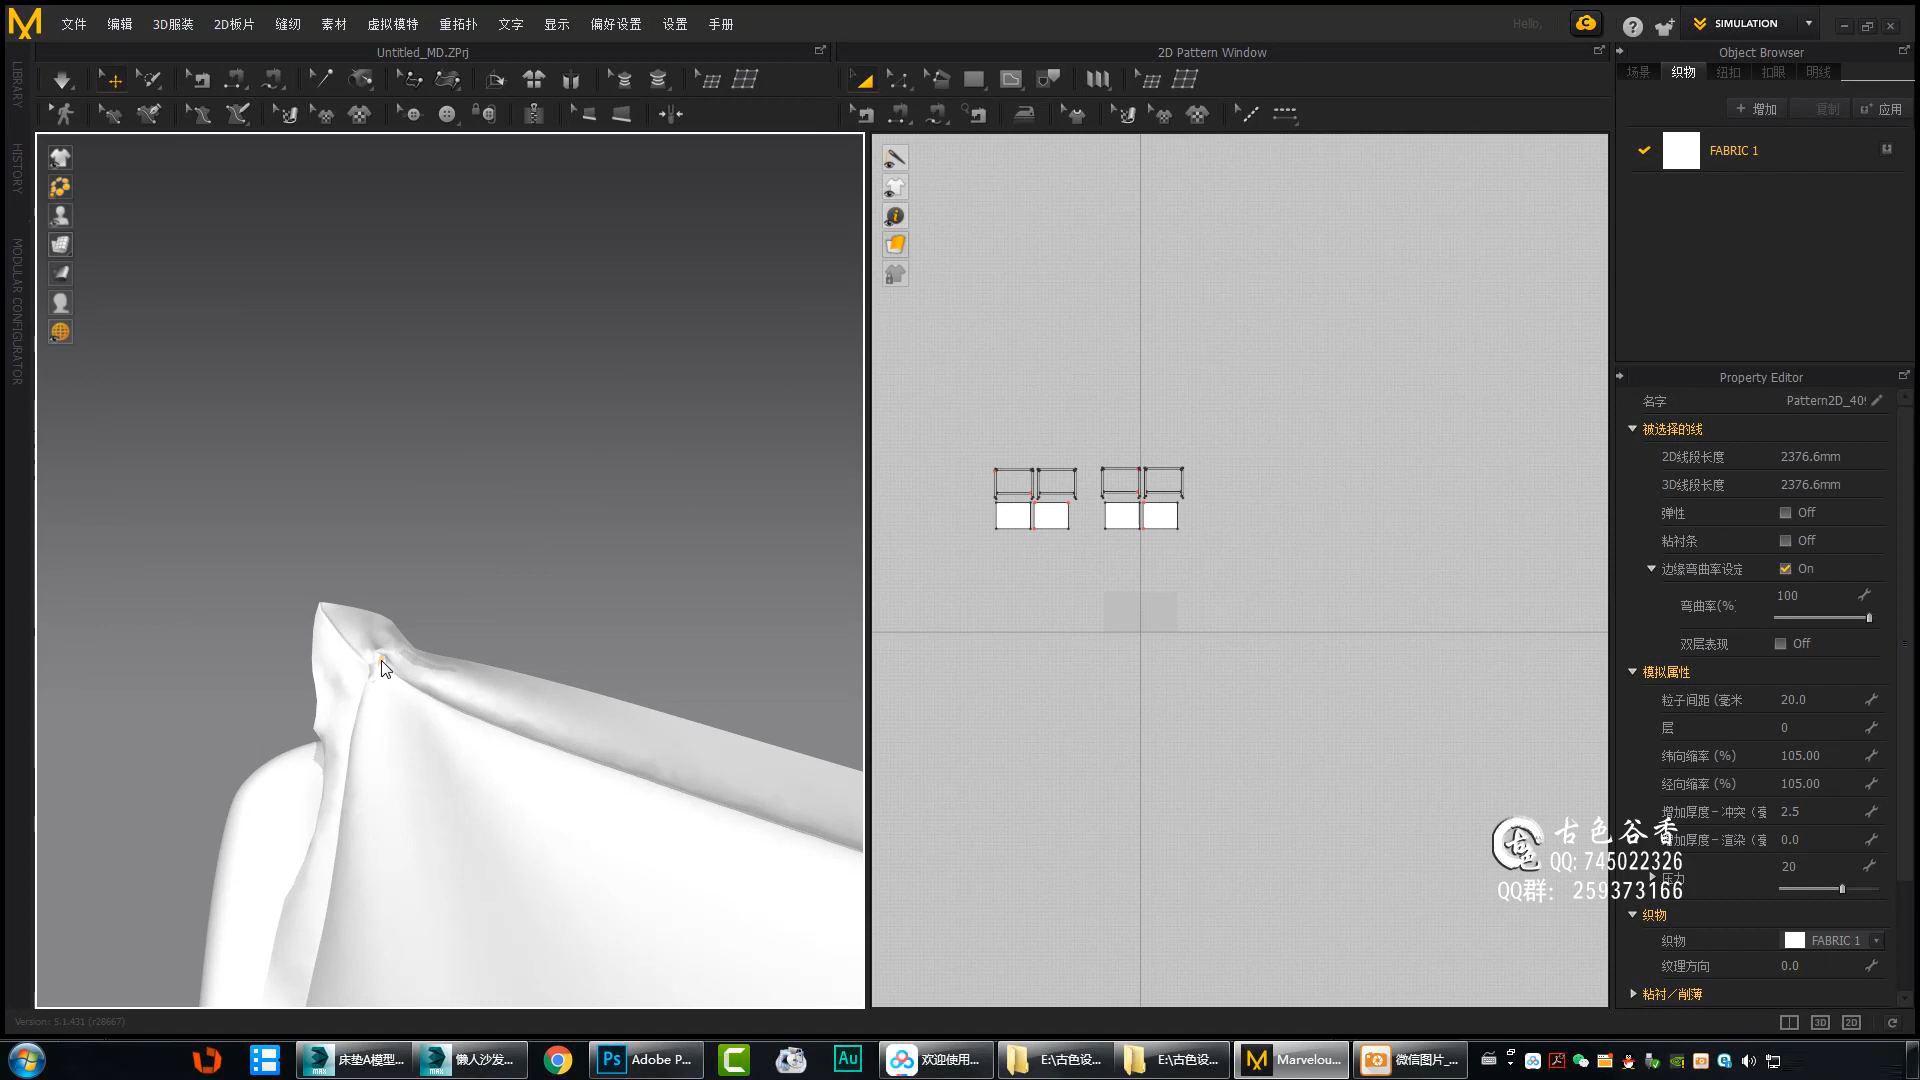 文件 编辑 3D服装 2D板片 缝纫 素材 虚拟模特 重拓扑 文字 显示 偏好设置 设置 手册
Hello,
SIMULATION
Untitled_MD.ZPrj
2D Pattern Window
Object Browser
场景 织物 纽扣 扣眼 明线
+ 增加 复制 应用
FABRIC 1
LIBRARY
HISTORY
MODULAR CONFIGURATOR
Property Editor
名字 Pattern2D_409
被选择的线
2D线段长度 2376.6mm
3D线段长度 2376.6mm
弹性 Off
粘衬条 Off
边缘弯曲率设定 On
弯曲率(%) 100
双层表现 Off
模拟属性
粒子间距 (毫米 20.0
层 0
纬向缩率 (%) 105.00
经向缩率 (%) 105.00
增加厚度－冲突 (毫 2.5
增加厚度－渲染 (毫 0.0
压力 20
古色谷香
QQ: 745022326
QQ群: 259373166
织物
织物 FABRIC 1
纹理方向 0.0
粘衬／削薄
Version: 5.1.431 (r28667)
3D 2D
床垫A模型... 懒人沙发... Adobe P... 欢迎使用... E:\古色设... E:\古色设... Marvelou... 微信图片_...